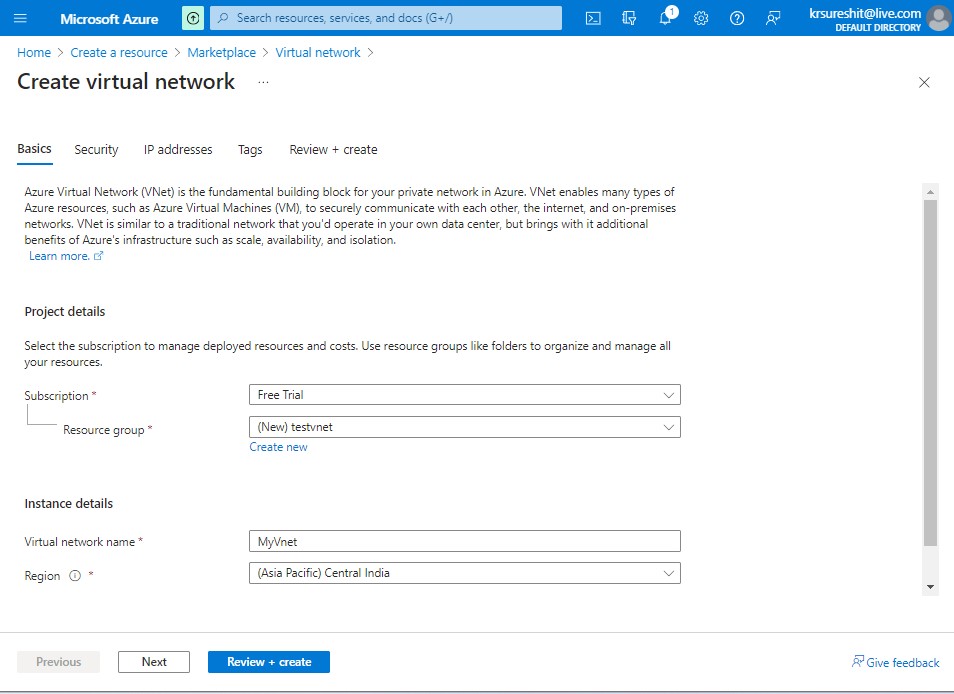 Microsoft Azure
Search resources, services, and docs (G+/)
1
krsureshit@live.com
DEFAULT DIRECTORY
Home > Create a resource > Marketplace > Virtual network >
Create virtual network ...
Basics Security IP addresses Tags Review + create
Azure Virtual Network (VNet) is the fundamental building block for your private network in Azure. VNet enables many types of
Azure resources, such as Azure Virtual Machines (VM), to securely communicate with each other, the internet, and on-premises
networks. VNet is similar to a traditional network that you'd operate in your own data center, but brings with it additional
benefits of Azure's infrastructure such as scale, availability, and isolation.
Learn more.
Project details
Select the subscription to manage deployed resources and costs. Use resource groups like folders to organize and manage all
your resources.
Subscription * Free Trial
Resource group * (New) testvnet
Create new
Instance details
Virtual network name * MyVnet
Region * (Asia Pacific) Central India
Previous Next Review + create Give feedback